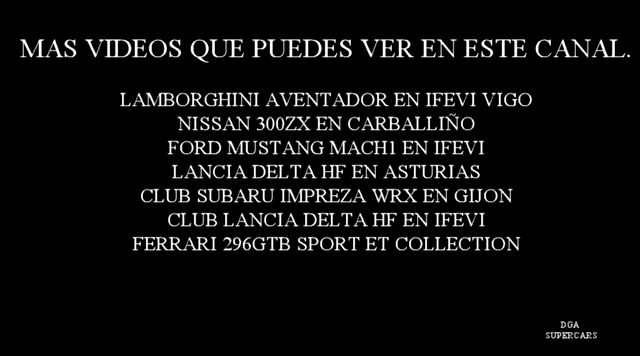 MAS VIDEOS QUE PUEDES VER EN ESTE CANAL.
LAMBORGHINI AVENTADOR EN IFEVI VIGO
NISSAN 300ZX EN CARBALLIÑO
FORD MUSTANG MACH1 EN IFEVI
LANCIA DELTA HF EN ASTURIAS
CLUB SUBARU IMPREZA WRX EN GIJON
CLUB LANCIA DELTA HF EN IFEVI
FERRARI 296GTB SPORT ET COLLECTION
DGA
SUPERCARS